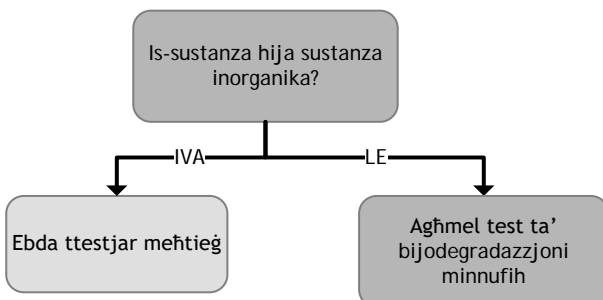 Is-sustanza hija sustanza
inorganika?
IVA
LE
Ebda ttestjar meħtieġ
Agħmel test ta’
bijodegradazzjoni
minnufih